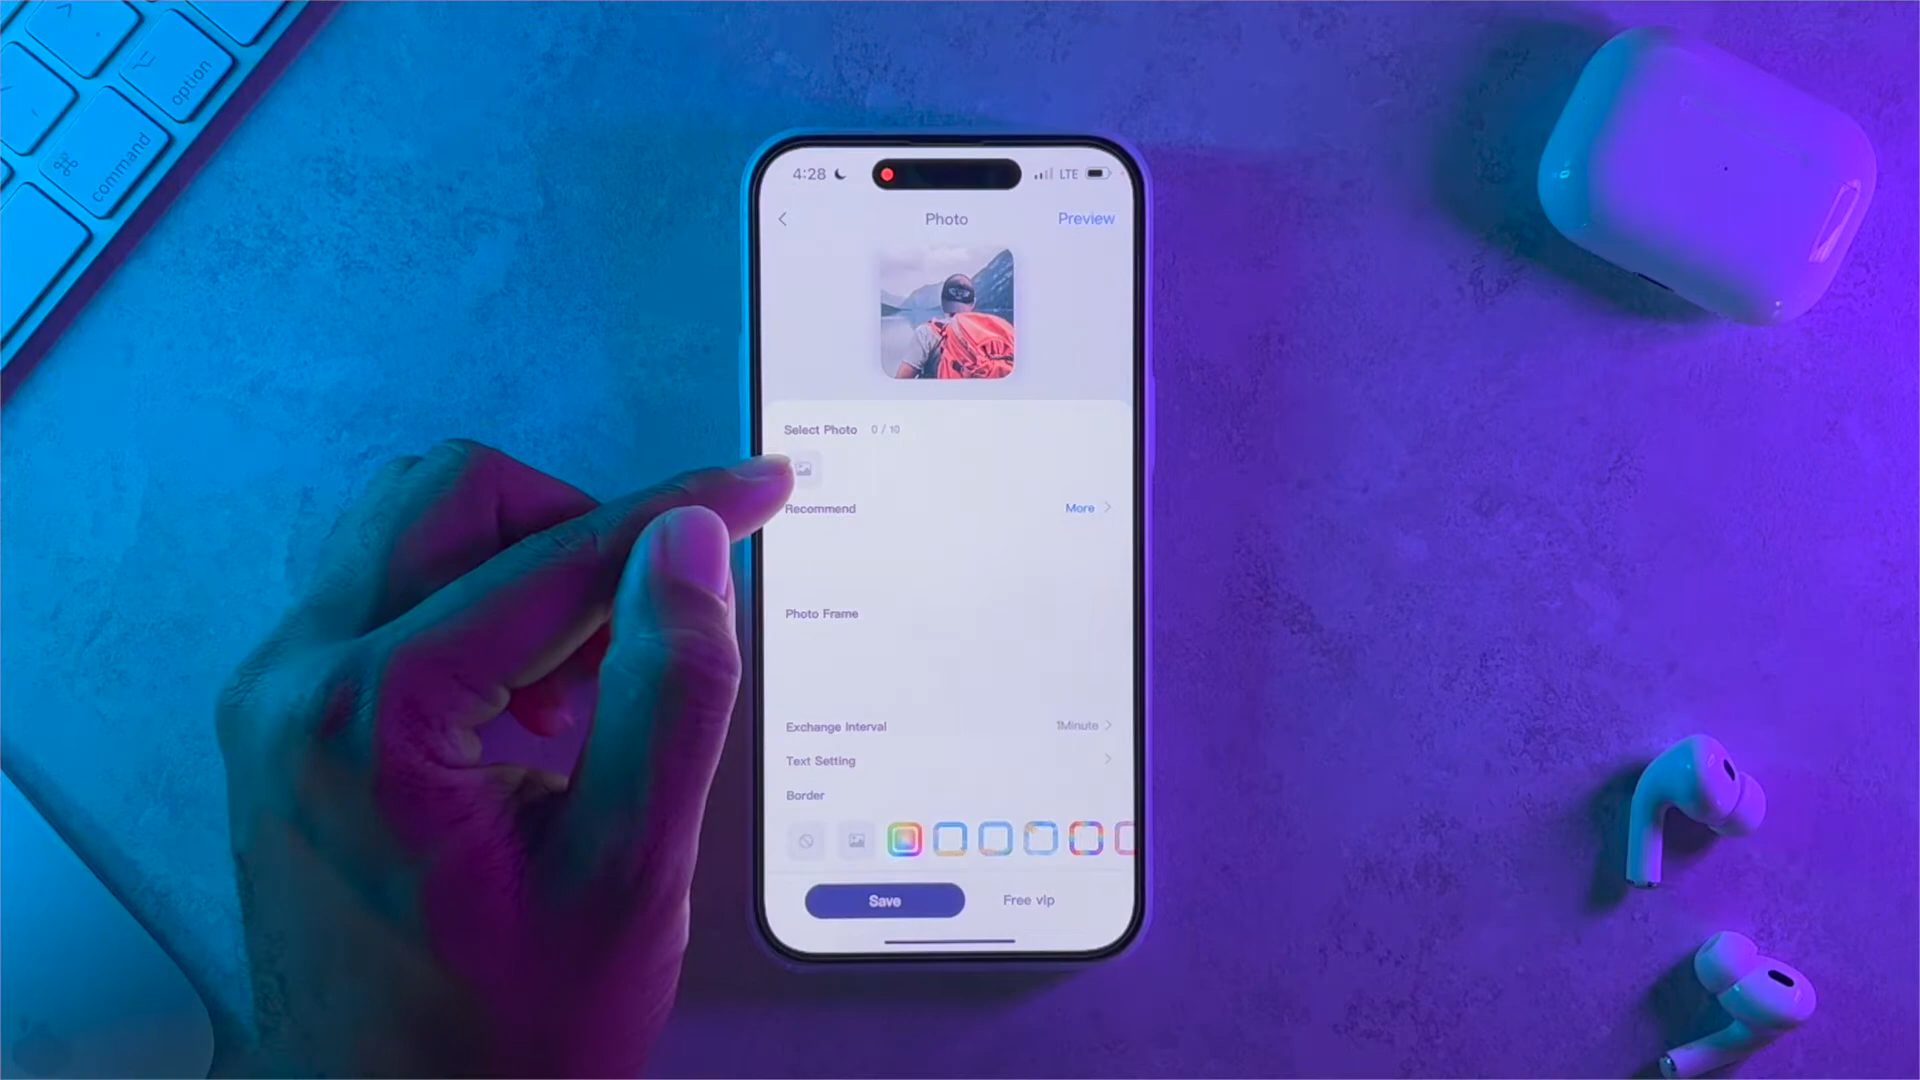 option
command
4:28 LTE
Photo Preview
Select Photo 0 / 10
Recommend More
Photo Frame
Exchange Interval 1Minute
Text Setting
Border
Save Free vip